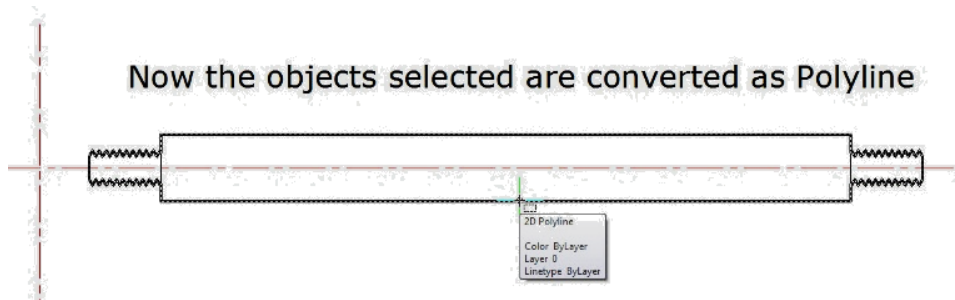 Now the objects selected are converted as Polyline
2D Polyline
Color ByLayer
Layer 0
Linetype ByLayer